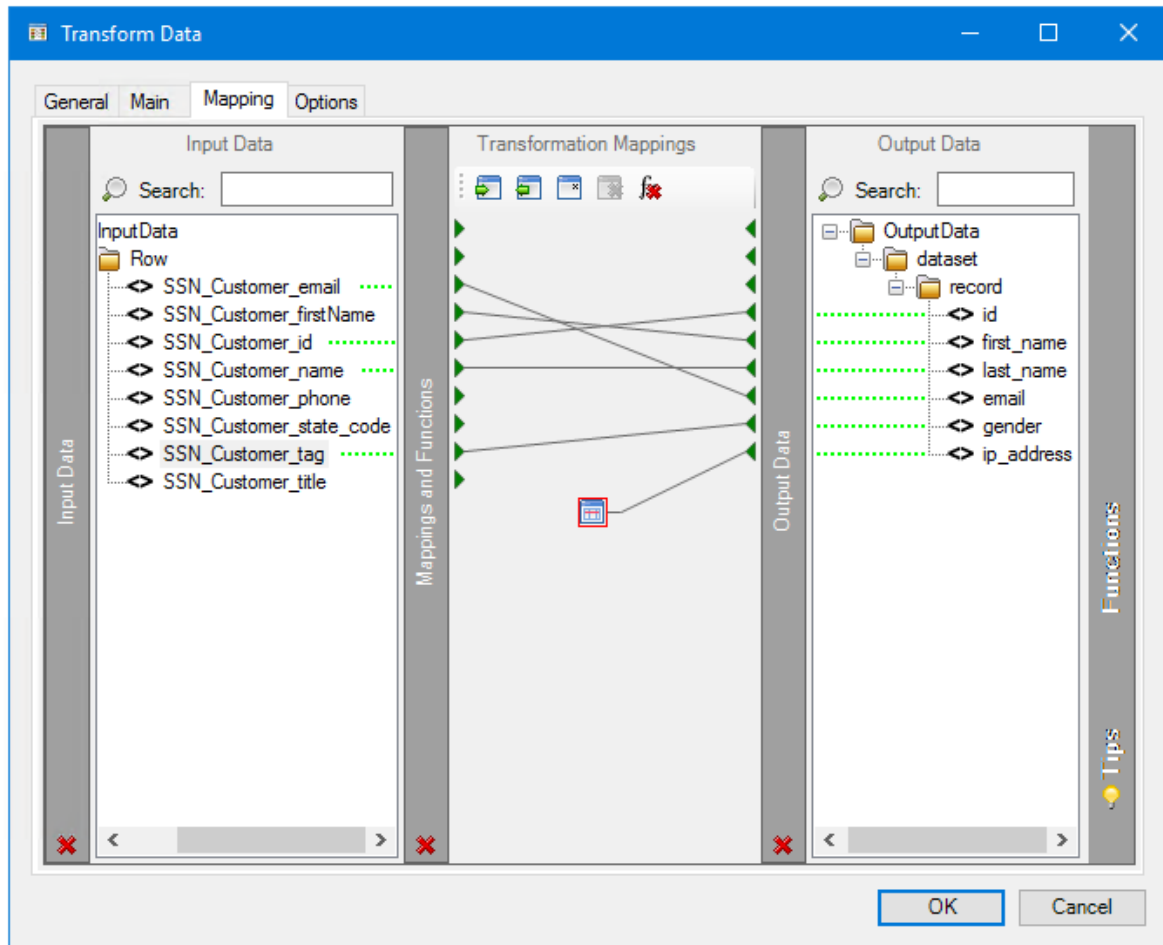 Transform Data
General Main Mapping Options
Input Data
Transformation Mappings
Output Data
Search:
Search:
InputData
Row
SSN_Customer_email
SSN_Customer_firstName
SSN_Customer_id
SSN_Customer_name
SSN_Customer_phone
SSN_Customer_state_code
SSN_Customer_tag
SSN_Customer_title
OutputData
dataset
record
id
first_name
last_name
email
gender
ip_address
Input Data
Mappings and Functions
Output Data
Functions
Tips
OK
Cancel